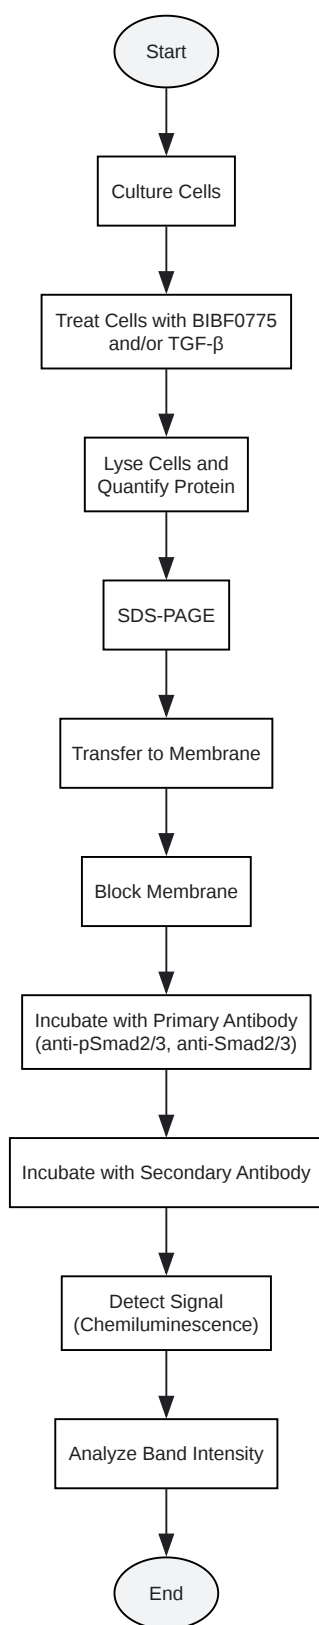 Start
Culture Cells
Treat Cells with BIBF0775
and/or TGF-β
Lyse Cells and
Quantify Protein
SDS-PAGE
Transfer to Membrane
Block Membrane
Incubate with Primary Antibody
(anti-pSmad2/3, anti-Smad2/3)
Incubate with Secondary Antibody
Detect Signal
(Chemiluminescence)
Analyze Band Intensity
End